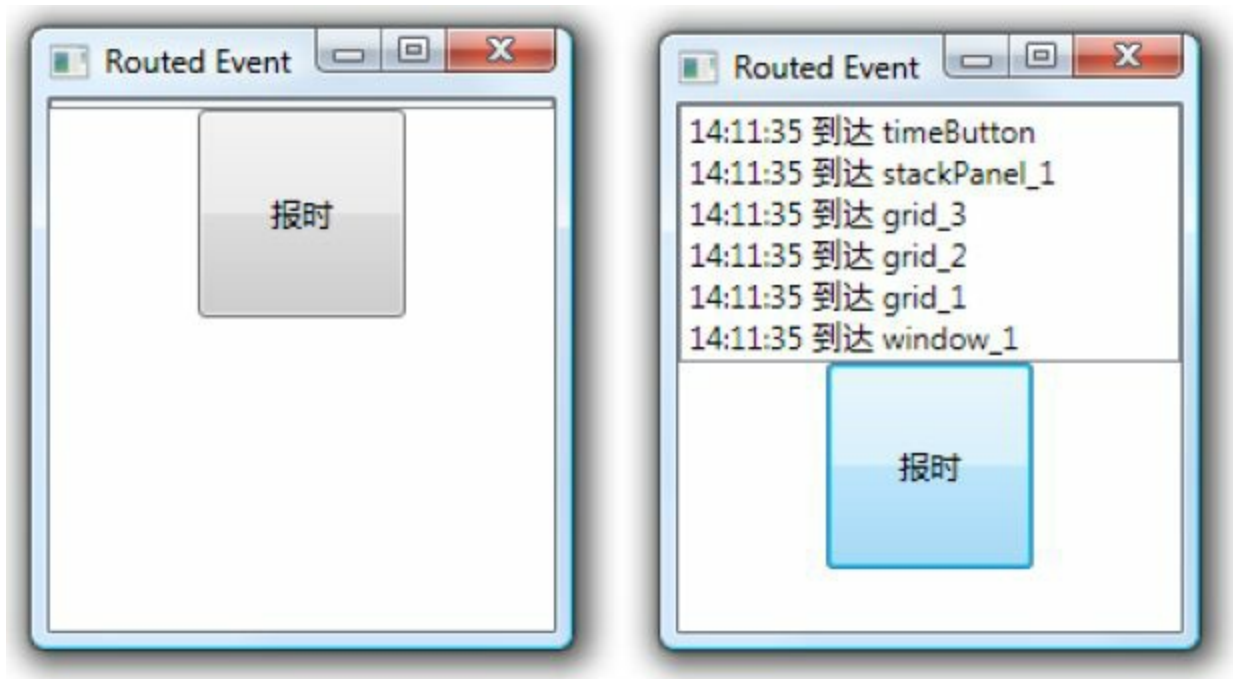 Routed Event
报时
Routed Event
14:11:35 到达 timeButton
14:11:35 到达 stackPanel_1
14:11:35 到达 grid_3
14:11:35 到达 grid_2
14:11:35 到达 grid_1
14:11:35 到达 window_1
报时